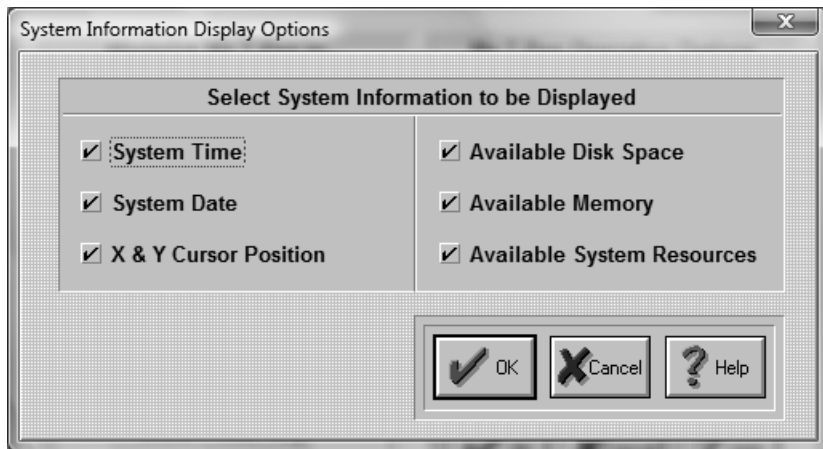 System Information Display Options
X
Select System Information to be Displayed
System Time
System Date
X & Y Cursor Position
Available Disk Space
Available Memory
Available System Resources
OK
Cancel
Help